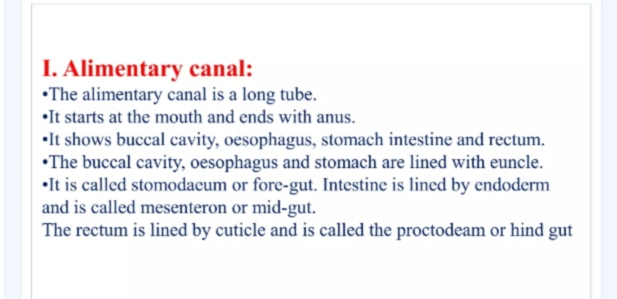 I. Alimentary canal:
•The alimentary canal is a long tube.
•It starts at the mouth and ends with anus.
•It shows buccal cavity, oesophagus, stomach intestine and rectum.
•The buccal cavity, oesophagus and stomach are lined with euncle.
•It is called stomodaeum or fore-gut. Intestine is lined by endoderm
and is called mesenteron or mid-gut.
The rectum is lined by cuticle and is called the proctodeam or hind gut